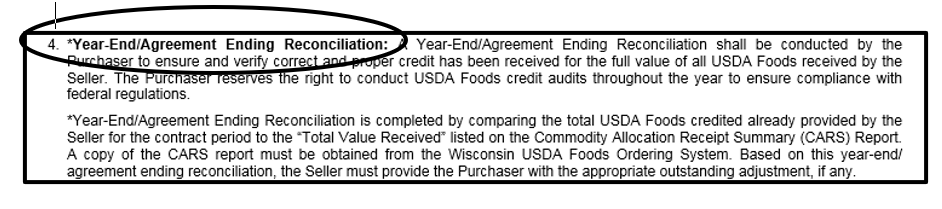 4. *Year-End/Agreement Ending Reconciliation: A Year-End/Agreement Ending Reconciliation shall be conducted by the
Purchaser to ensure and verify correct and proper credit has been received for the full value of all USDA Foods received by the
Seller. The Purchaser reserves the right to conduct USDA Foods credit audits throughout the year to ensure compliance with
federal regulations.
*Year-End/Agreement Ending Reconciliation is completed by comparing the total USDA Foods credited already provided by the
Seller for the contract period to the “Total Value Received” listed on the Commodity Allocation Receipt Summary (CARS) Report.
A copy of the CARS report must be obtained from the Wisconsin USDA Foods Ordering System. Based on this year-end/
agreement ending reconciliation, the Seller must provide the Purchaser with the appropriate outstanding adjustment, if any.